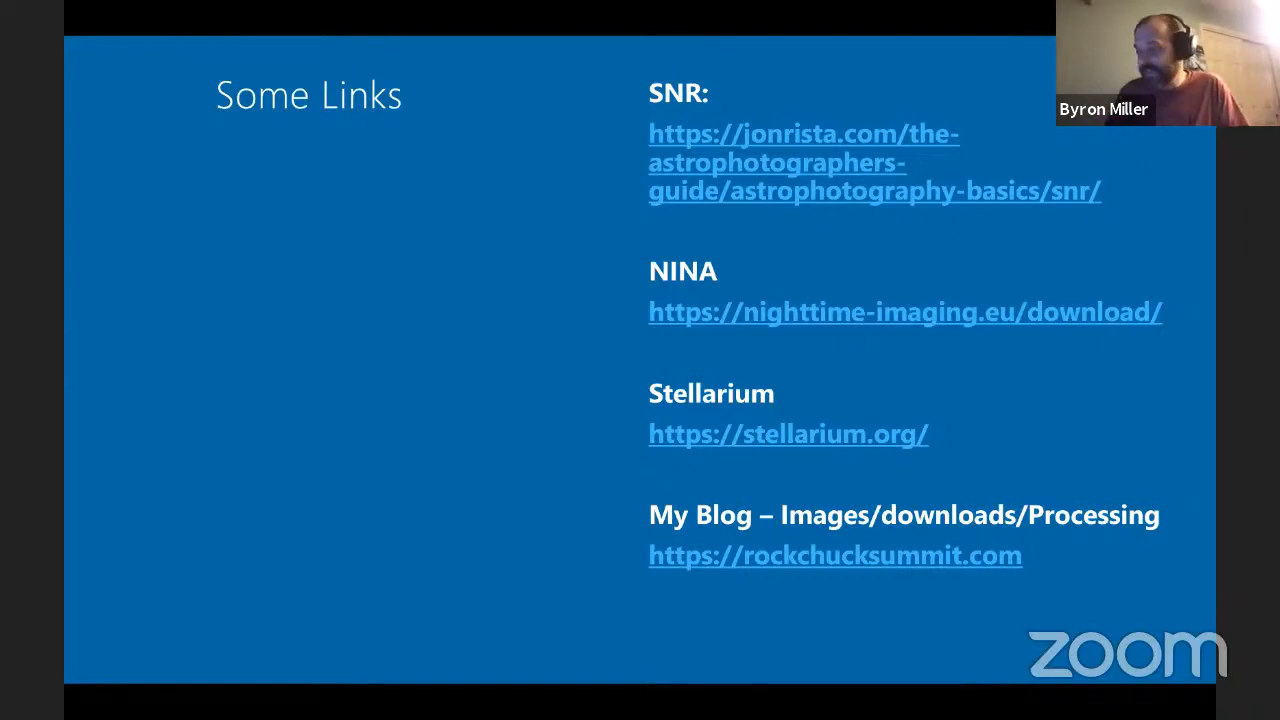 Some Links
SNR:
https://jonrista.com/the-
astrophotographers-
guide/astrophotography-basics/snr/
NINA
https://nighttime-imaging.eu/download/
Stellarium
https://stellarium.org/
My Blog – Images/downloads/Processing
https://rockchucksummit.com
Byron Miller
zoom